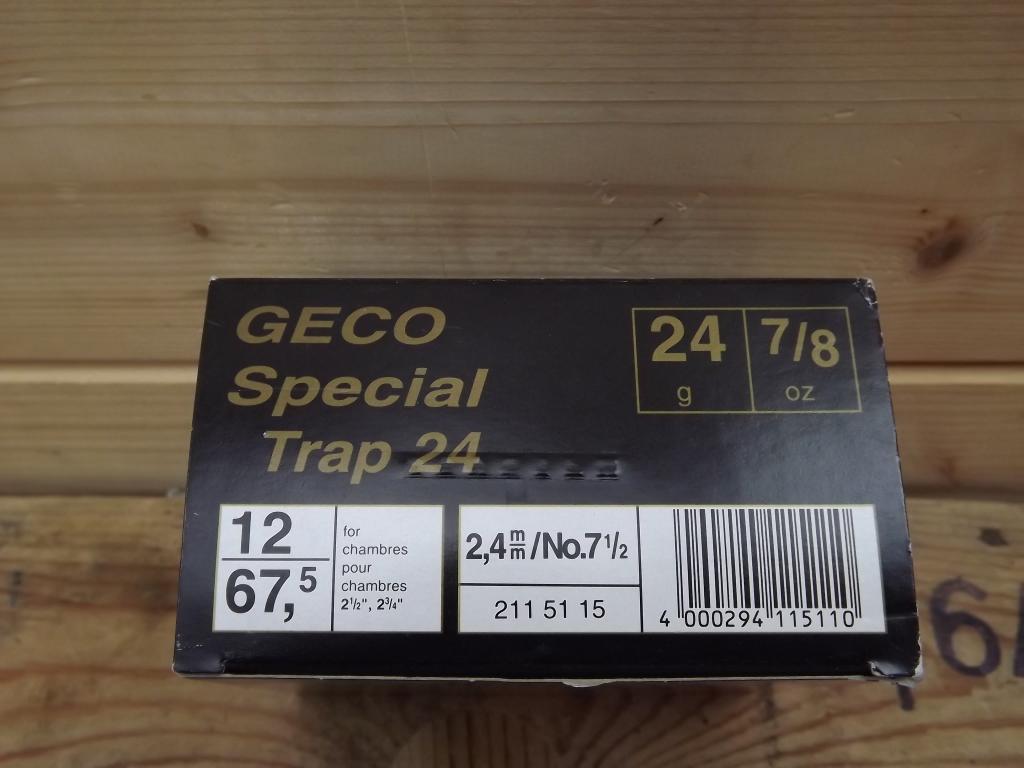 GECO
Special
Trap 24
24
g
7/8
oz
12
67,5
for
chambres
pour
chambres
2½", 2¾"
2,4 m/m /No.7½
211 51 15
4 000294 115110